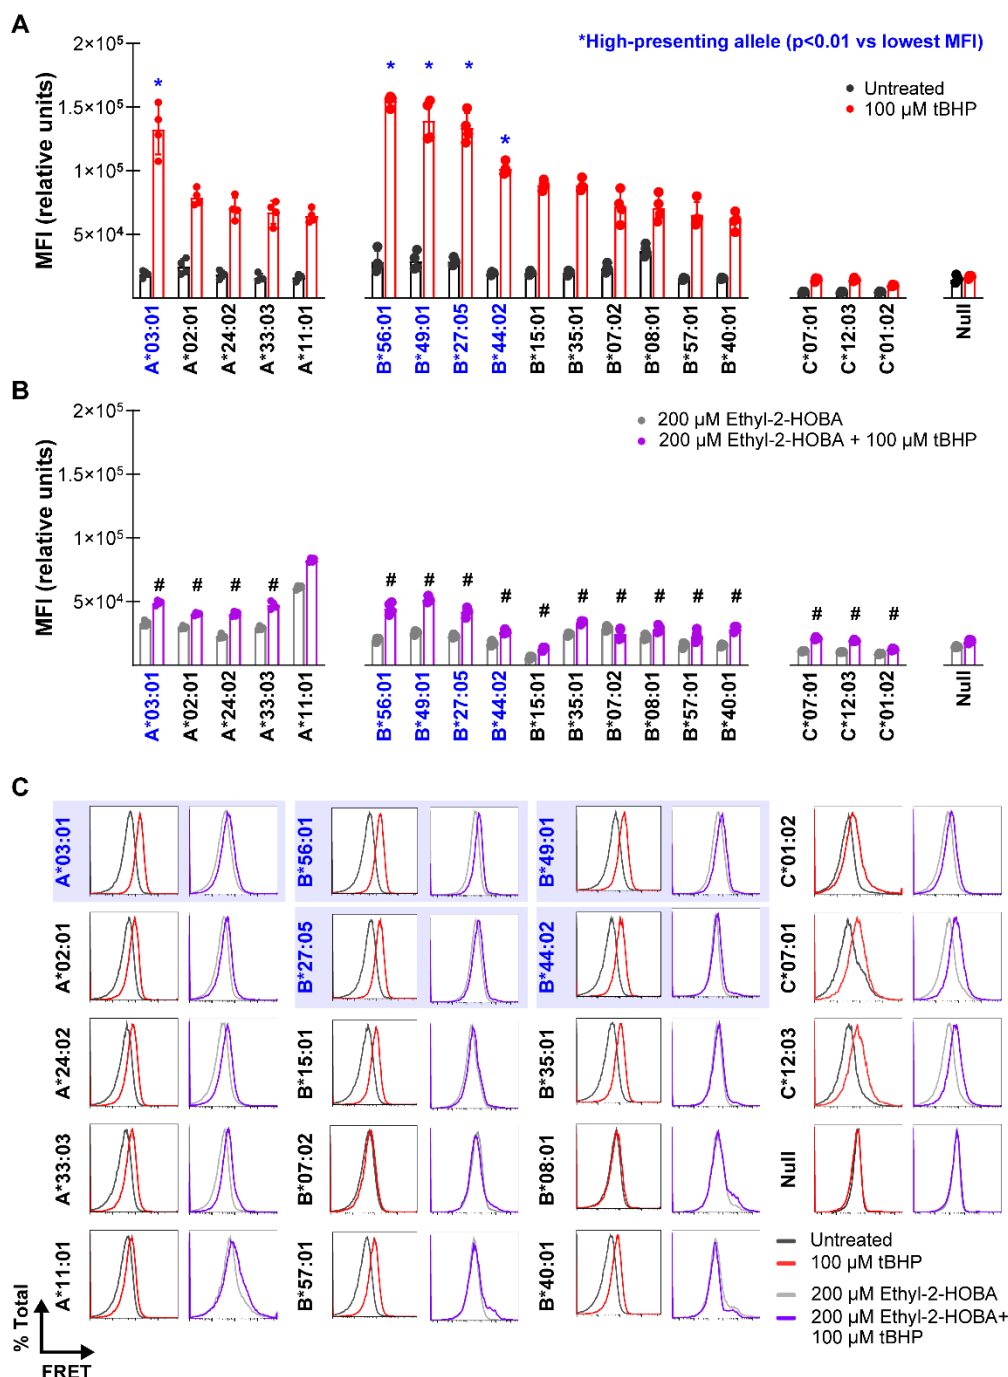 A
*High-presenting allele (p<0.01 vs lowest MFI)
Untreated
100 µM tBHP
MFI (relative units)
2×10⁵
1.5×10⁵
1×10⁵
5×10⁴
* * * * *
A*03:01
A*02:01
A*24:02
A*33:03
A*11:01
B*56:01
B*49:01
B*27:05
B*44:02
B*15:01
B*35:01
B*07:02
B*08:01
B*57:01
B*40:01
C*07:01
C*12:03
C*01:02
Null
B
200 µM Ethyl-2-HOBA
200 µM Ethyl-2-HOBA + 100 µM tBHP
MFI (relative units)
2×10⁵
1.5×10⁵
1×10⁵
5×10⁴
# # # # # # # # # # # # # # # # #
A*03:01
A*02:01
A*24:02
A*33:03
A*11:01
B*56:01
B*49:01
B*27:05
B*44:02
B*15:01
B*35:01
B*07:02
B*08:01
B*57:01
B*40:01
C*07:01
C*12:03
C*01:02
Null
C
A*03:01
B*56:01
B*49:01
C*01:02
A*02:01
B*27:05
B*44:02
C*07:01
A*24:02
B*15:01
B*35:01
C*12:03
A*33:03
B*07:02
B*08:01
Null
A*11:01
B*57:01
B*40:01
Untreated
100 µM tBHP
200 µM Ethyl-2-HOBA
200 µM Ethyl-2-HOBA+
100 µM tBHP
% Total
FRET